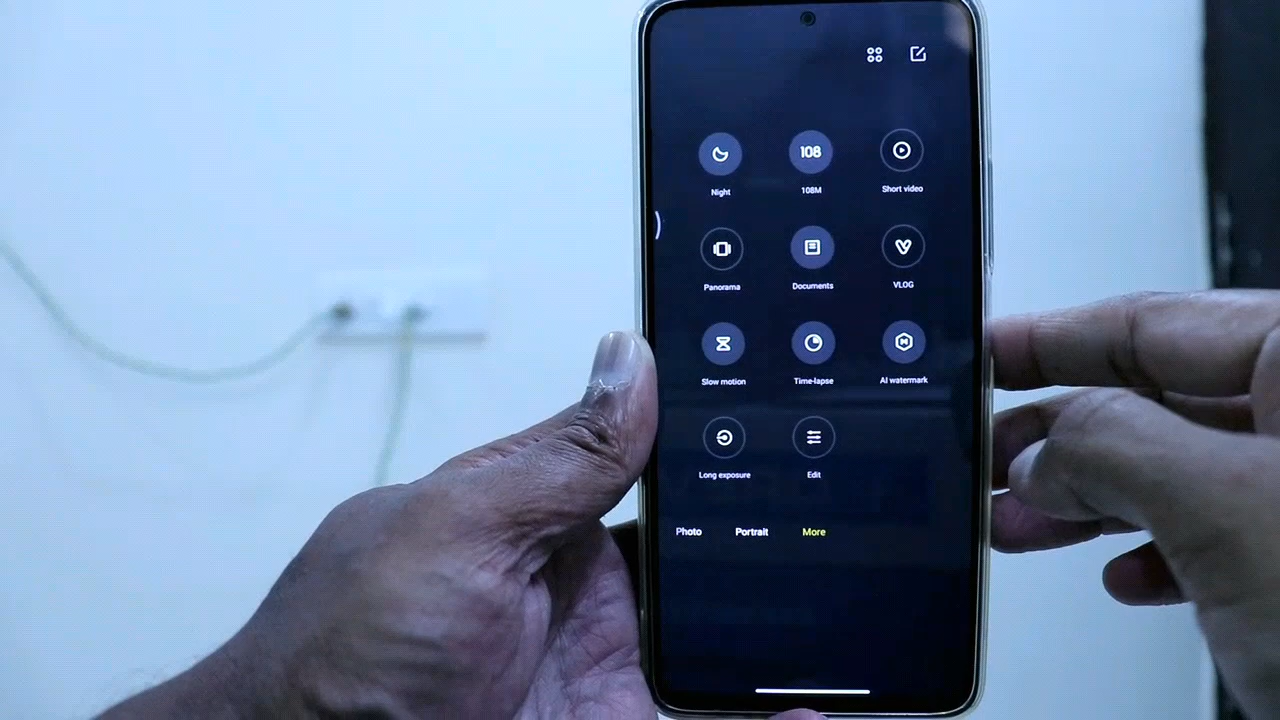 Night
108
108M
Short video
Panorama
Documents
VLOG
Slow motion
Time-lapse
AI watermark
Long exposure
Edit
Photo
Portrait
More